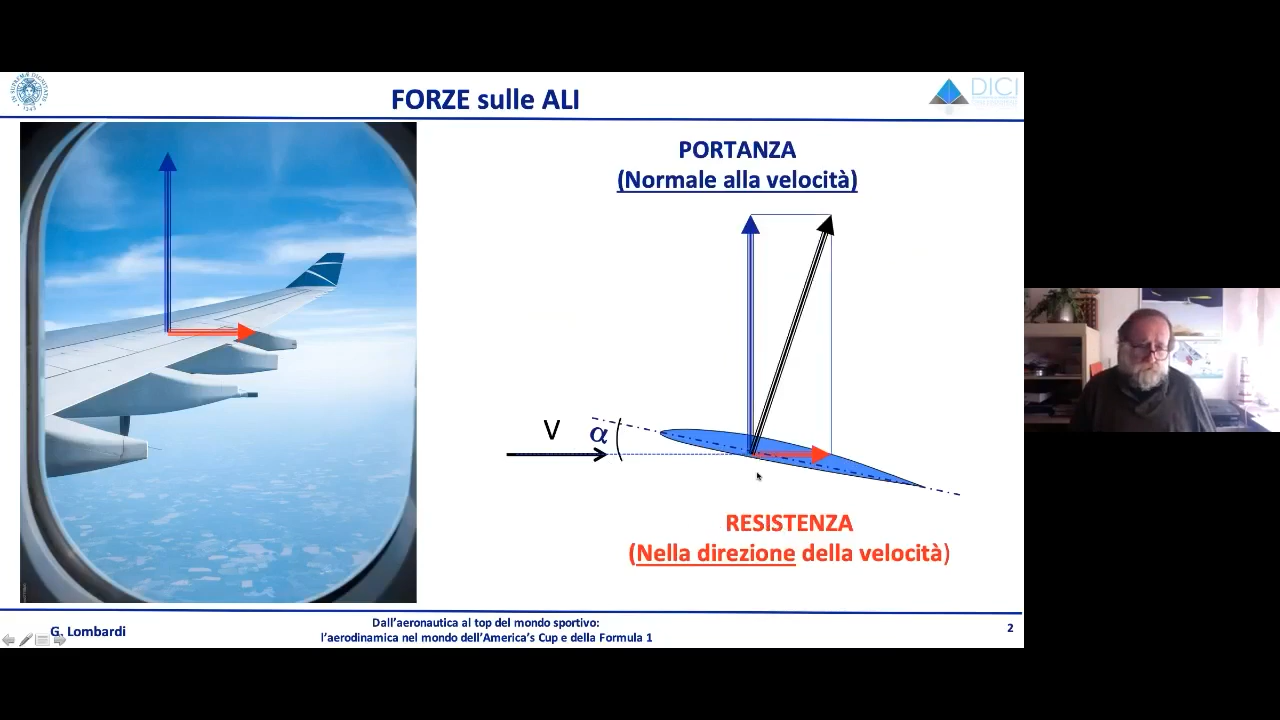 FORZE sulle ALI
DICI
PORTANZA
(Normale alla velocità)
V
α
RESISTENZA
(Nella direzione della velocità)
G. Lombardi
Dall'aeronautica al top del mondo sportivo:
l'aerodinamica nel mondo dell'America's Cup e della Formula 1
2